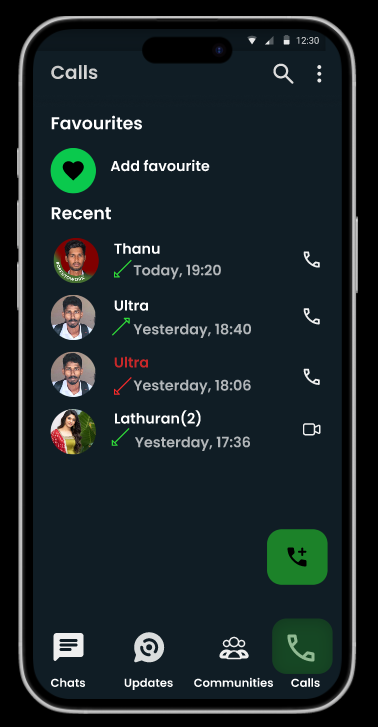 12:30
Calls
Favourites
Add favourite
Recent
Thanu
Today, 19:20
Ultra
Yesterday, 18:40
Ultra
Yesterday, 18:06
Lathuran(2)
Yesterday, 17:36
Chats Updates Communities Calls